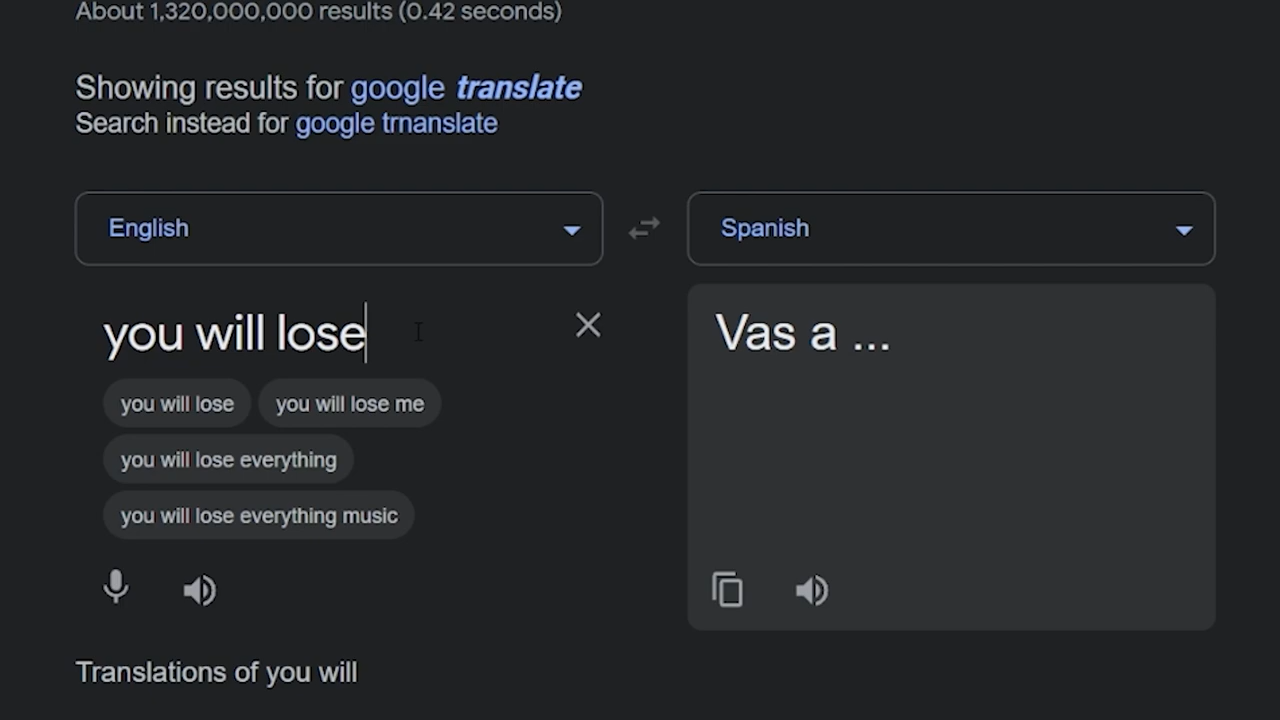 About 1,320,000,000 results (0.42 seconds)
Showing results for google translate
Search instead for google trnanslate
English
Spanish
you will lose
Vas a ...
you will lose
you will lose me
you will lose everything
you will lose everything music
Translations of you will